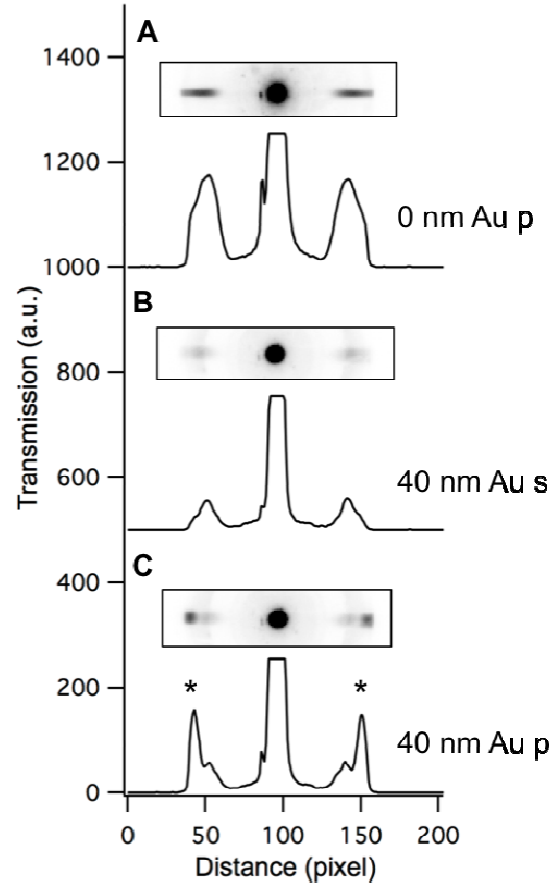 A
1400
1200
0 nm Au p
1000
B
Transmission (a.u.)
800
600
40 nm Au s
400
C
200
* *
40 nm Au p
0
0 50 100 150 200
Distance (pixel)